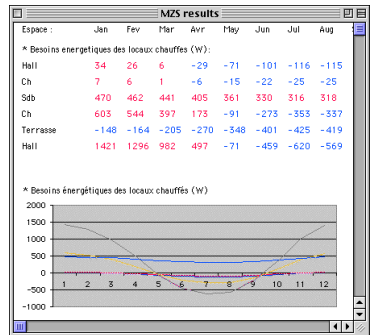 MZS results
Espace : Jan Fev Mar Avr May Jun Jul Aug
* Besoins energetiques des locaux chauffes (W):
Hall 34 26 6 -29 -71 -101 -116 -115
Ch 7 6 1 -6 -15 -22 -25 -25
Sdb 470 462 441 405 361 330 316 318
Ch 603 544 397 173 -91 -273 -353 -337
Terrasse -148 -164 -205 -270 -348 -401 -425 -419
Hall 1421 1296 982 497 -71 -459 -620 -569
* Besoins énergétiques des locaux chauffés (W)
2000
1500
1000
500
0
1 2 3 4 5 6 7 8 9 10 11 12
-500
-1000